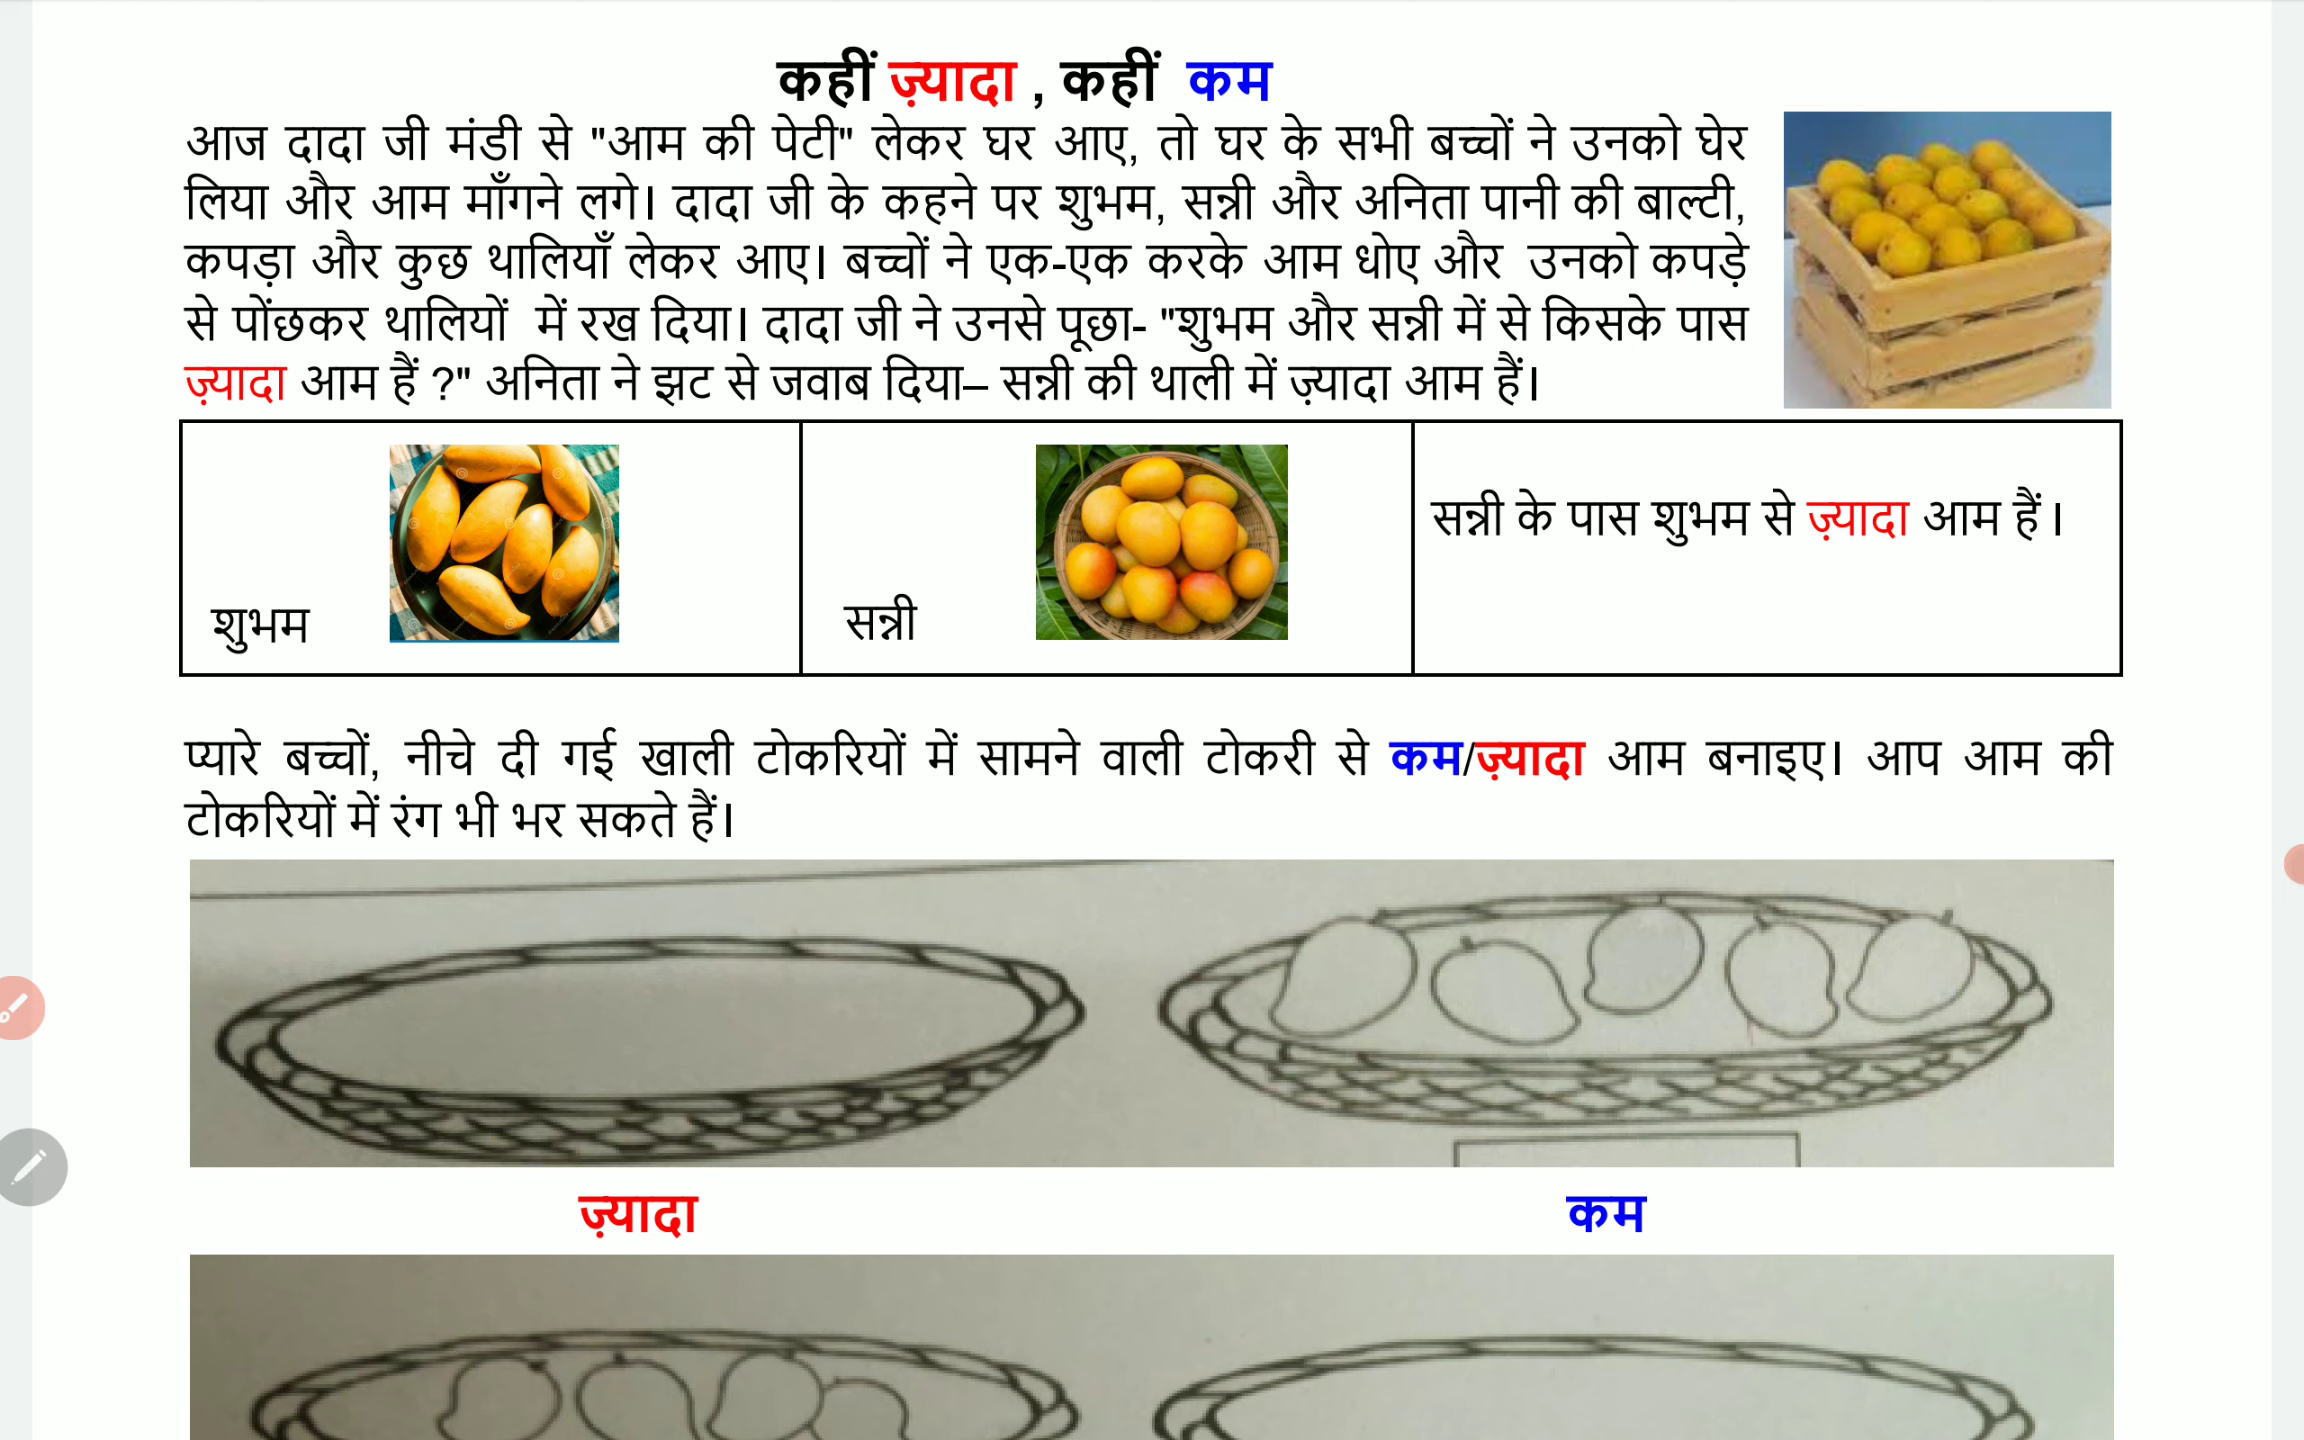 कहीं ज़्यादा , कहीं कम
आज दादा जी मंडी से "आम की पेटी" लेकर घर आए, तो घर के सभी बच्चों ने उनको घेर
लिया और आम माँगने लगे। दादा जी के कहने पर शुभम, सन्नी और अनिता पानी की बाल्टी,
कपड़ा और कुछ थालियाँ लेकर आए। बच्चों ने एक-एक करके आम धोए और उनको कपड़े
से पोंछकर थालियों में रख दिया। दादा जी ने उनसे पूछा- "शुभम और सन्नी में से किसके पास
ज़्यादा आम हैं ?" अनिता ने झट से जवाब दिया– सन्नी की थाली में ज़्यादा आम हैं।
शुभम
सन्नी
सन्नी के पास शुभम से ज़्यादा आम हैं।
प्यारे बच्चों, नीचे दी गई खाली टोकरियों में सामने वाली टोकरी से कम/ज़्यादा आम बनाइए। आप आम की
टोकरियों में रंग भी भर सकते हैं।
ज़्यादा
कम